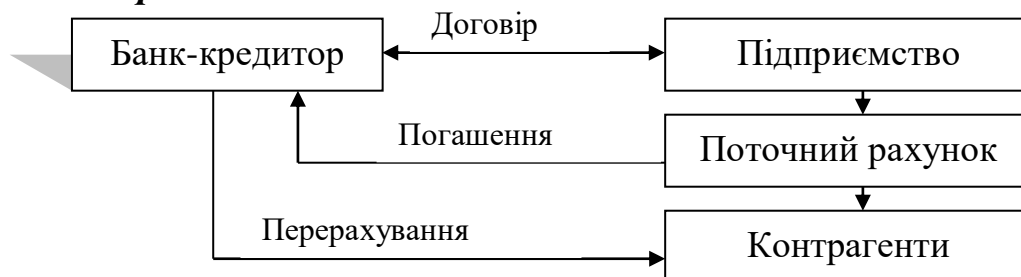 Договір
Банк-кредитор
Підприємство
Погашення
Поточний рахунок
Перерахування
Контрагенти